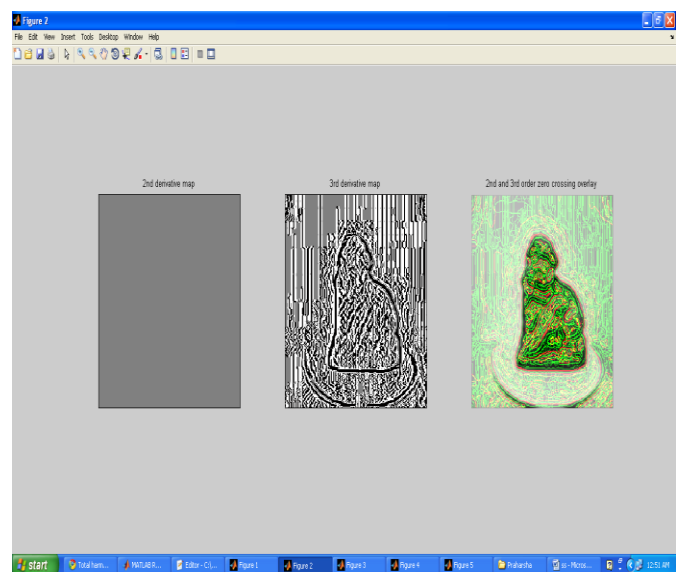 Figure 2
File Edit View Insert Tools Desktop Window Help
2nd derivative map 3rd derivative map 2nd and 3rd order zero crossing overlay
start Total harm... MATLAB R... Editor - C:\... Figure 1 Figure 2 Figure 3 Figure 4 Figure 5 Praharsha ss - Micros... 12:51 AM